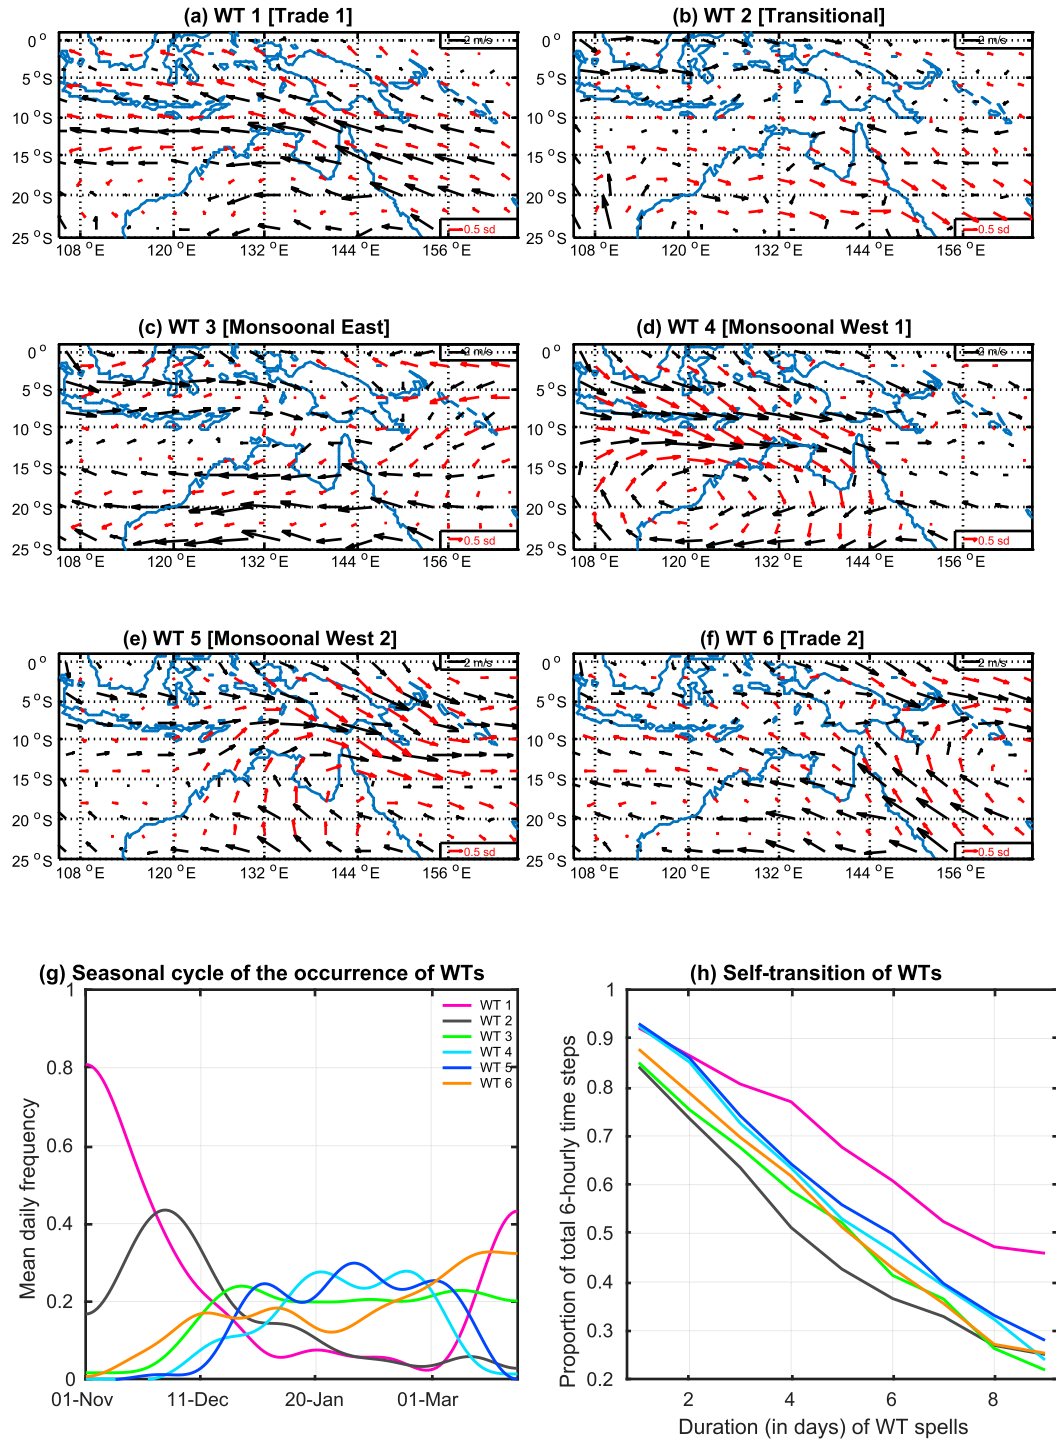 (a) WT 1 [Trade 1]
0 °
5 °S
10 °S
15 °S
20 °S
25 °S
108 °E
120 °E
132 °E
144 °E
156 °E
2 m/s
0.5 sd
(b) WT 2 [Transitional]
0 °
5 °S
10 °S
15 °S
20 °S
25 °S
108 °E
120 °E
132 °E
144 °E
156 °E
2 m/s
0.5 sd
(c) WT 3 [Monsoonal East]
0 °
5 °S
10 °S
15 °S
20 °S
25 °S
108 °E
120 °E
132 °E
144 °E
156 °E
2 m/s
0.5 sd
(d) WT 4 [Monsoonal West 1]
0 °
5 °S
10 °S
15 °S
20 °S
25 °S
108 °E
120 °E
132 °E
144 °E
156 °E
2 m/s
0.5 sd
(e) WT 5 [Monsoonal West 2]
0 °
5 °S
10 °S
15 °S
20 °S
25 °S
108 °E
120 °E
132 °E
144 °E
156 °E
2 m/s
0.5 sd
(f) WT 6 [Trade 2]
0 °
5 °S
10 °S
15 °S
20 °S
25 °S
108 °E
120 °E
132 °E
144 °E
156 °E
2 m/s
0.5 sd
(g) Seasonal cycle of the occurrence of WTs
Mean daily frequency
1
0.8
0.6
0.4
0.2
0
01-Nov
11-Dec
20-Jan
01-Mar
WT 1
WT 2
WT 3
WT 4
WT 5
WT 6
(h) Self-transition of WTs
Proportion of total 6-hourly time steps
1
0.9
0.8
0.7
0.6
0.5
0.4
0.3
0.2
2
4
6
8
Duration (in days) of WT spells